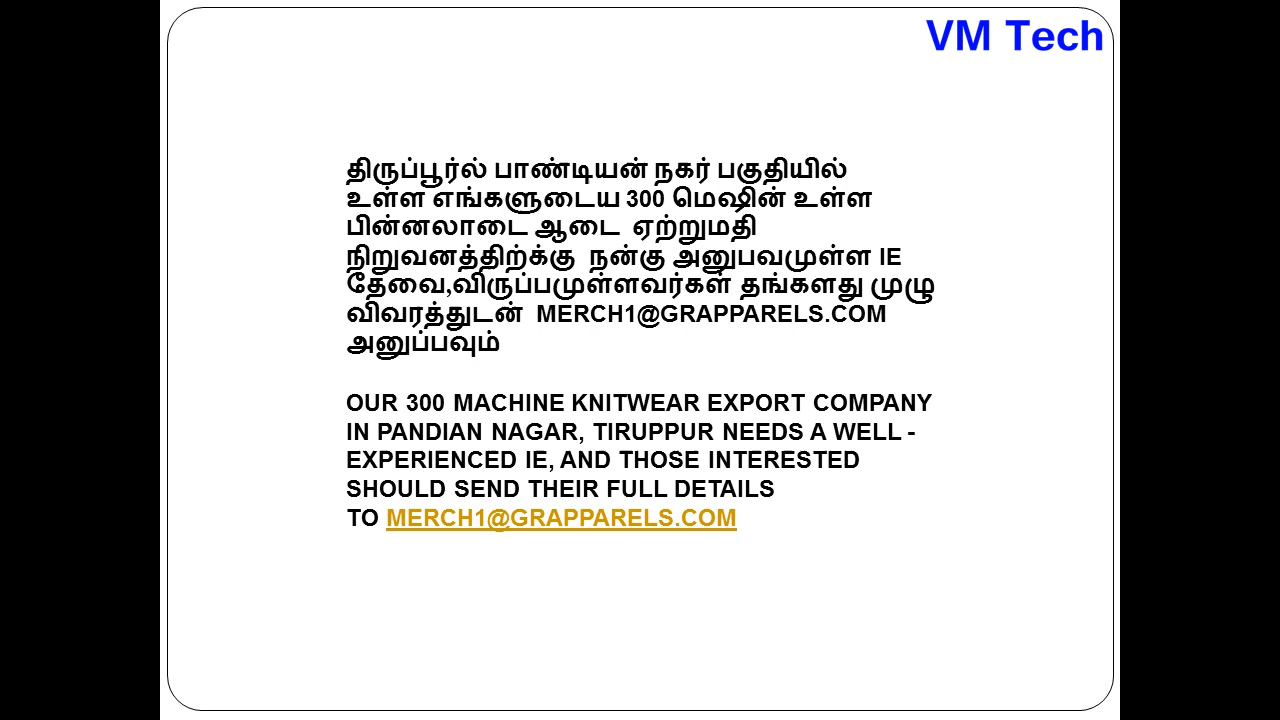 VM Tech
திருப்பூர்ல் பாண்டியன் நகர் பகுதியில்
உள்ள எங்களுடைய 300 மெஷின் உள்ள
பின்னலாடை ஆடை ஏற்றுமதி
நிறுவனத்திற்க்கு நன்கு அனுபவமுள்ள IE
தேவை,விருப்பமுள்ளவர்கள் தங்களது முழு
விவரத்துடன் MERCH1@GRAPPARELS.COM
அனுப்பவும்
OUR 300 MACHINE KNITWEAR EXPORT COMPANY
IN PANDIAN NAGAR, TIRUPPUR NEEDS A WELL -
EXPERIENCED IE, AND THOSE INTERESTED
SHOULD SEND THEIR FULL DETAILS
TO MERCH1@GRAPPARELS.COM